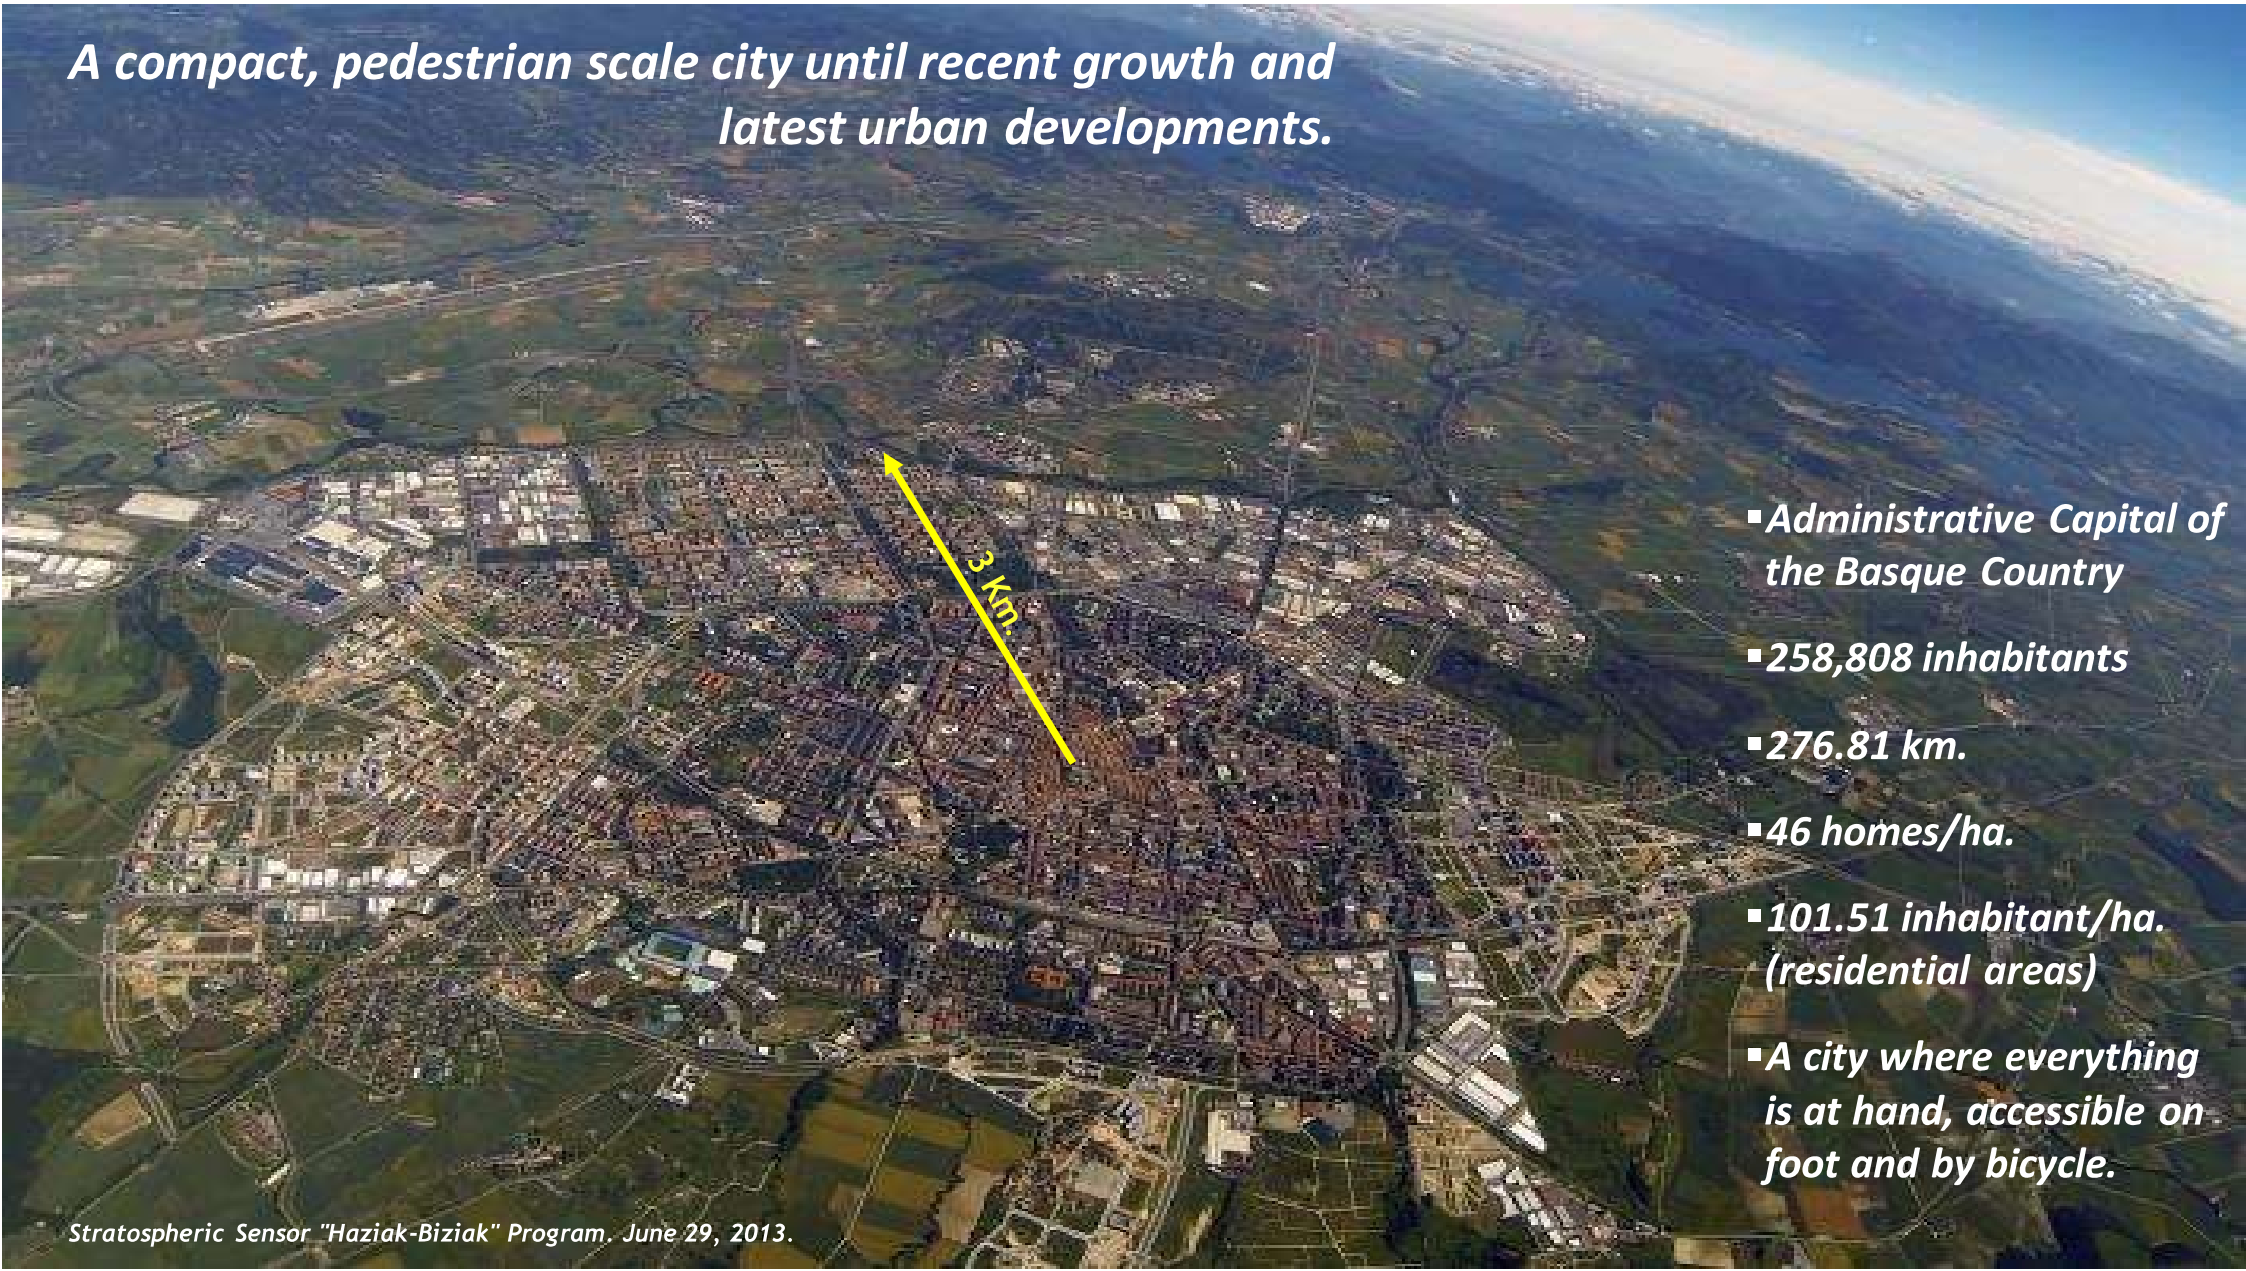 A compact, pedestrian scale city until recent growth and
latest urban developments.
3 Km.
▪Administrative Capital of
the Basque Country
▪258,808 inhabitants
▪276.81 km.
▪46 homes/ha.
▪101.51 inhabitant/ha.
(residential areas)
▪A city where everything
is at hand, accessible on
foot and by bicycle.
Stratospheric Sensor "Haziak-Biziak" Program. June 29, 2013.